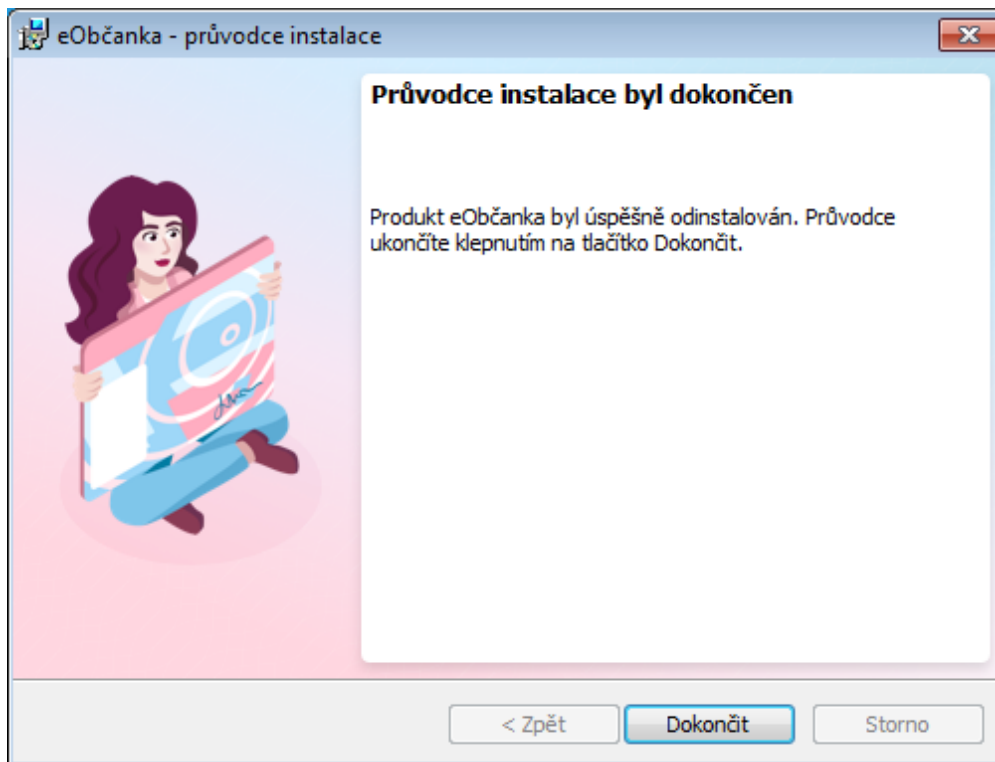 eObčanka - průvodce instalace
Průvodce instalace byl dokončen
Produkt eObčanka byl úspěšně odinstalován. Průvodce
ukončíte klepnutím na tlačítko Dokončit.
< Zpět
Dokončit
Storno